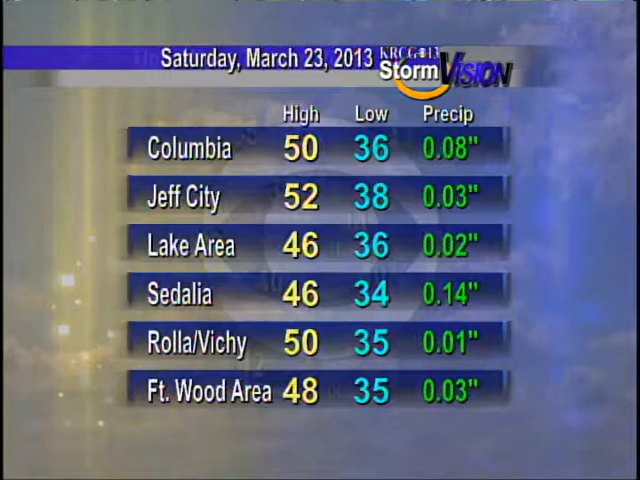 Saturday, March 23, 2013 KRCG 13
StormVISION
High Low Precip
Columbia 50 36 0.08"
Jeff City 52 38 0.03"
Lake Area 46 36 0.02"
Sedalia 46 34 0.14"
Rolla/Vichy 50 35 0.01"
Ft. Wood Area 48 35 0.03"